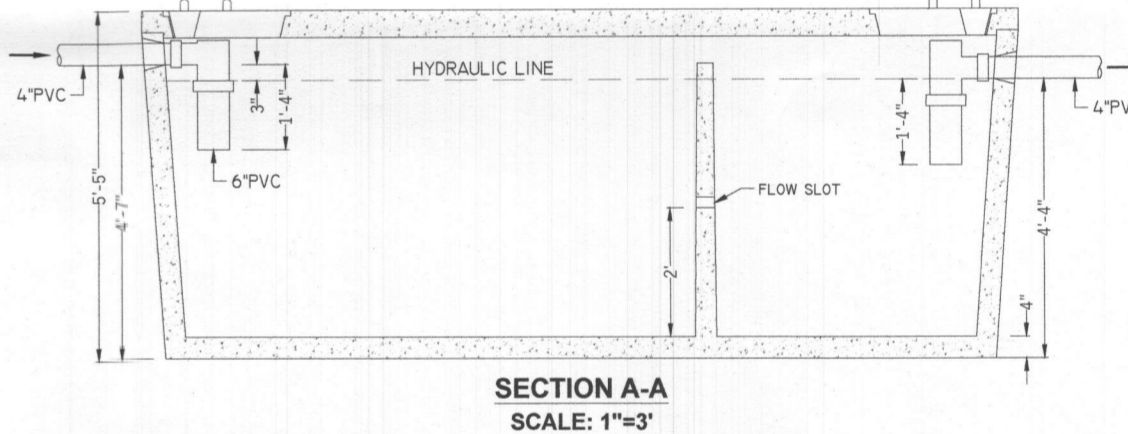 HYDRAULIC LINE
4"PVC
3"
1'-4"
6"PVC
5'-5"
4'-7"
FLOW SLOT
2'
1'-4"
4"PV
4'-4"
4"
SECTION A-A
SCALE: 1"=3'